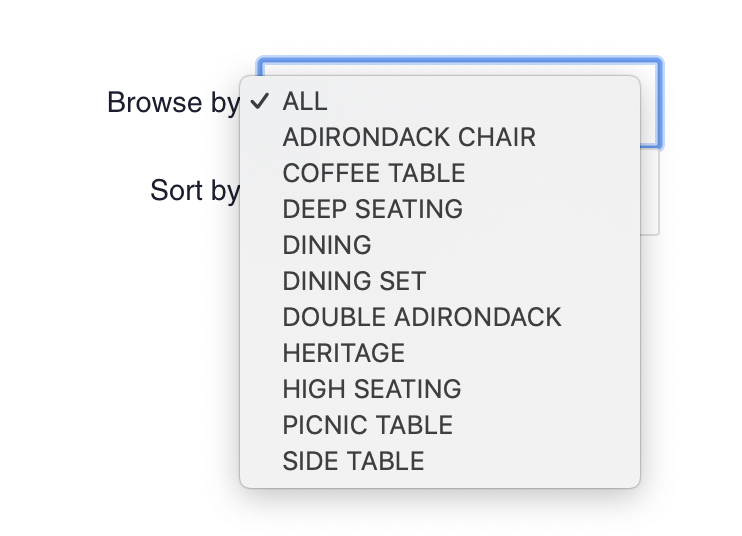 Browse by ✓ ALL
ADIRONDACK CHAIR
COFFEE TABLE
Sort by
DEEP SEATING
DINING
DINING SET
DOUBLE ADIRONDACK
HERITAGE
HIGH SEATING
PICNIC TABLE
SIDE TABLE